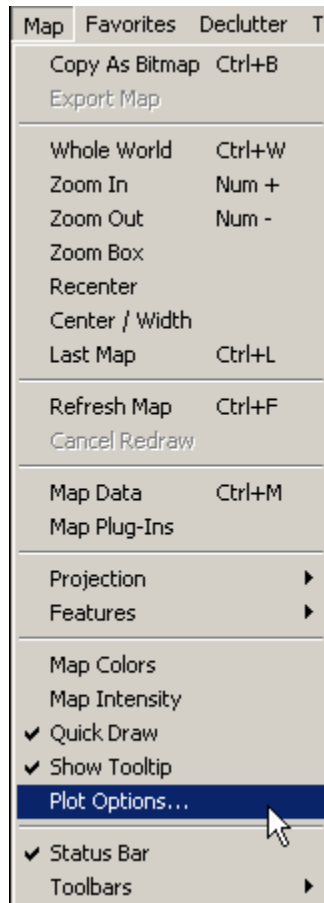 Map Favorites Declutter T
Copy As Bitmap Ctrl+B
Export Map
Whole World Ctrl+W
Zoom In Num +
Zoom Out Num -
Zoom Box
Recenter
Center / Width
Last Map Ctrl+L
Refresh Map Ctrl+F
Cancel Redraw
Map Data Ctrl+M
Map Plug-Ins
Projection
Features
Map Colors
Map Intensity
Quick Draw
Show Tooltip
Plot Options...
Status Bar
Toolbars